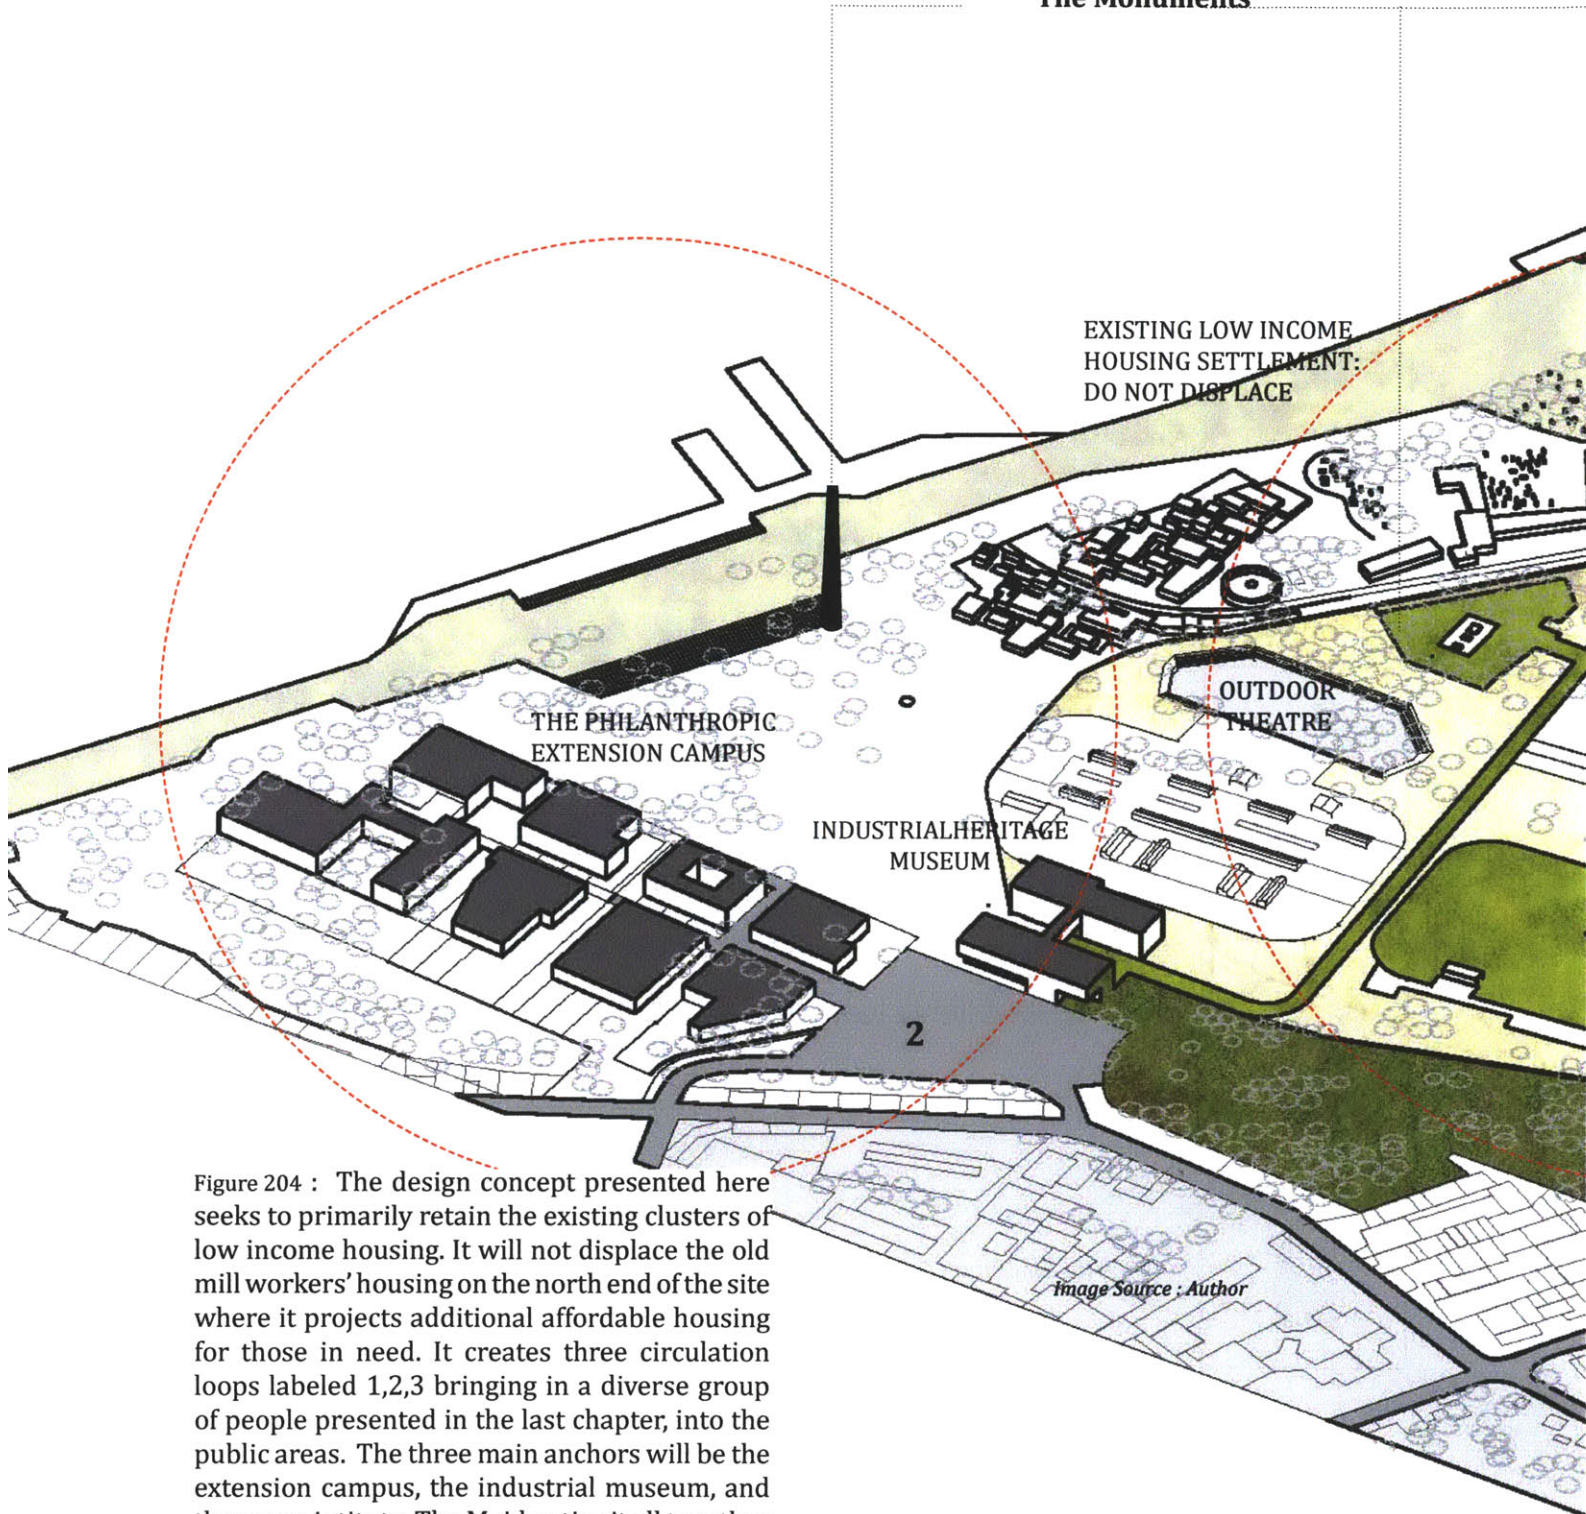 The Monuments
EXISTING LOW INCOME
HOUSING SETTLEMENT:
DO NOT DISPLACE
OUTDOOR
THEATRE
THE PHILANTHROPIC
EXTENSION CAMPUS
INDUSTRIALHERITAGE
MUSEUM
2
Figure 204 : The design concept presented here
seeks to primarily retain the existing clusters of
low income housing. It will not displace the old
mill workers' housing on the north end of the site
where it projects additional affordable housing
for those in need. It creates three circulation
loops labeled 1,2,3 bringing in a diverse group
of people presented in the last chapter, into the
public areas. The three main anchors will be the
extension campus, the industrial museum, and
Image Source : Author